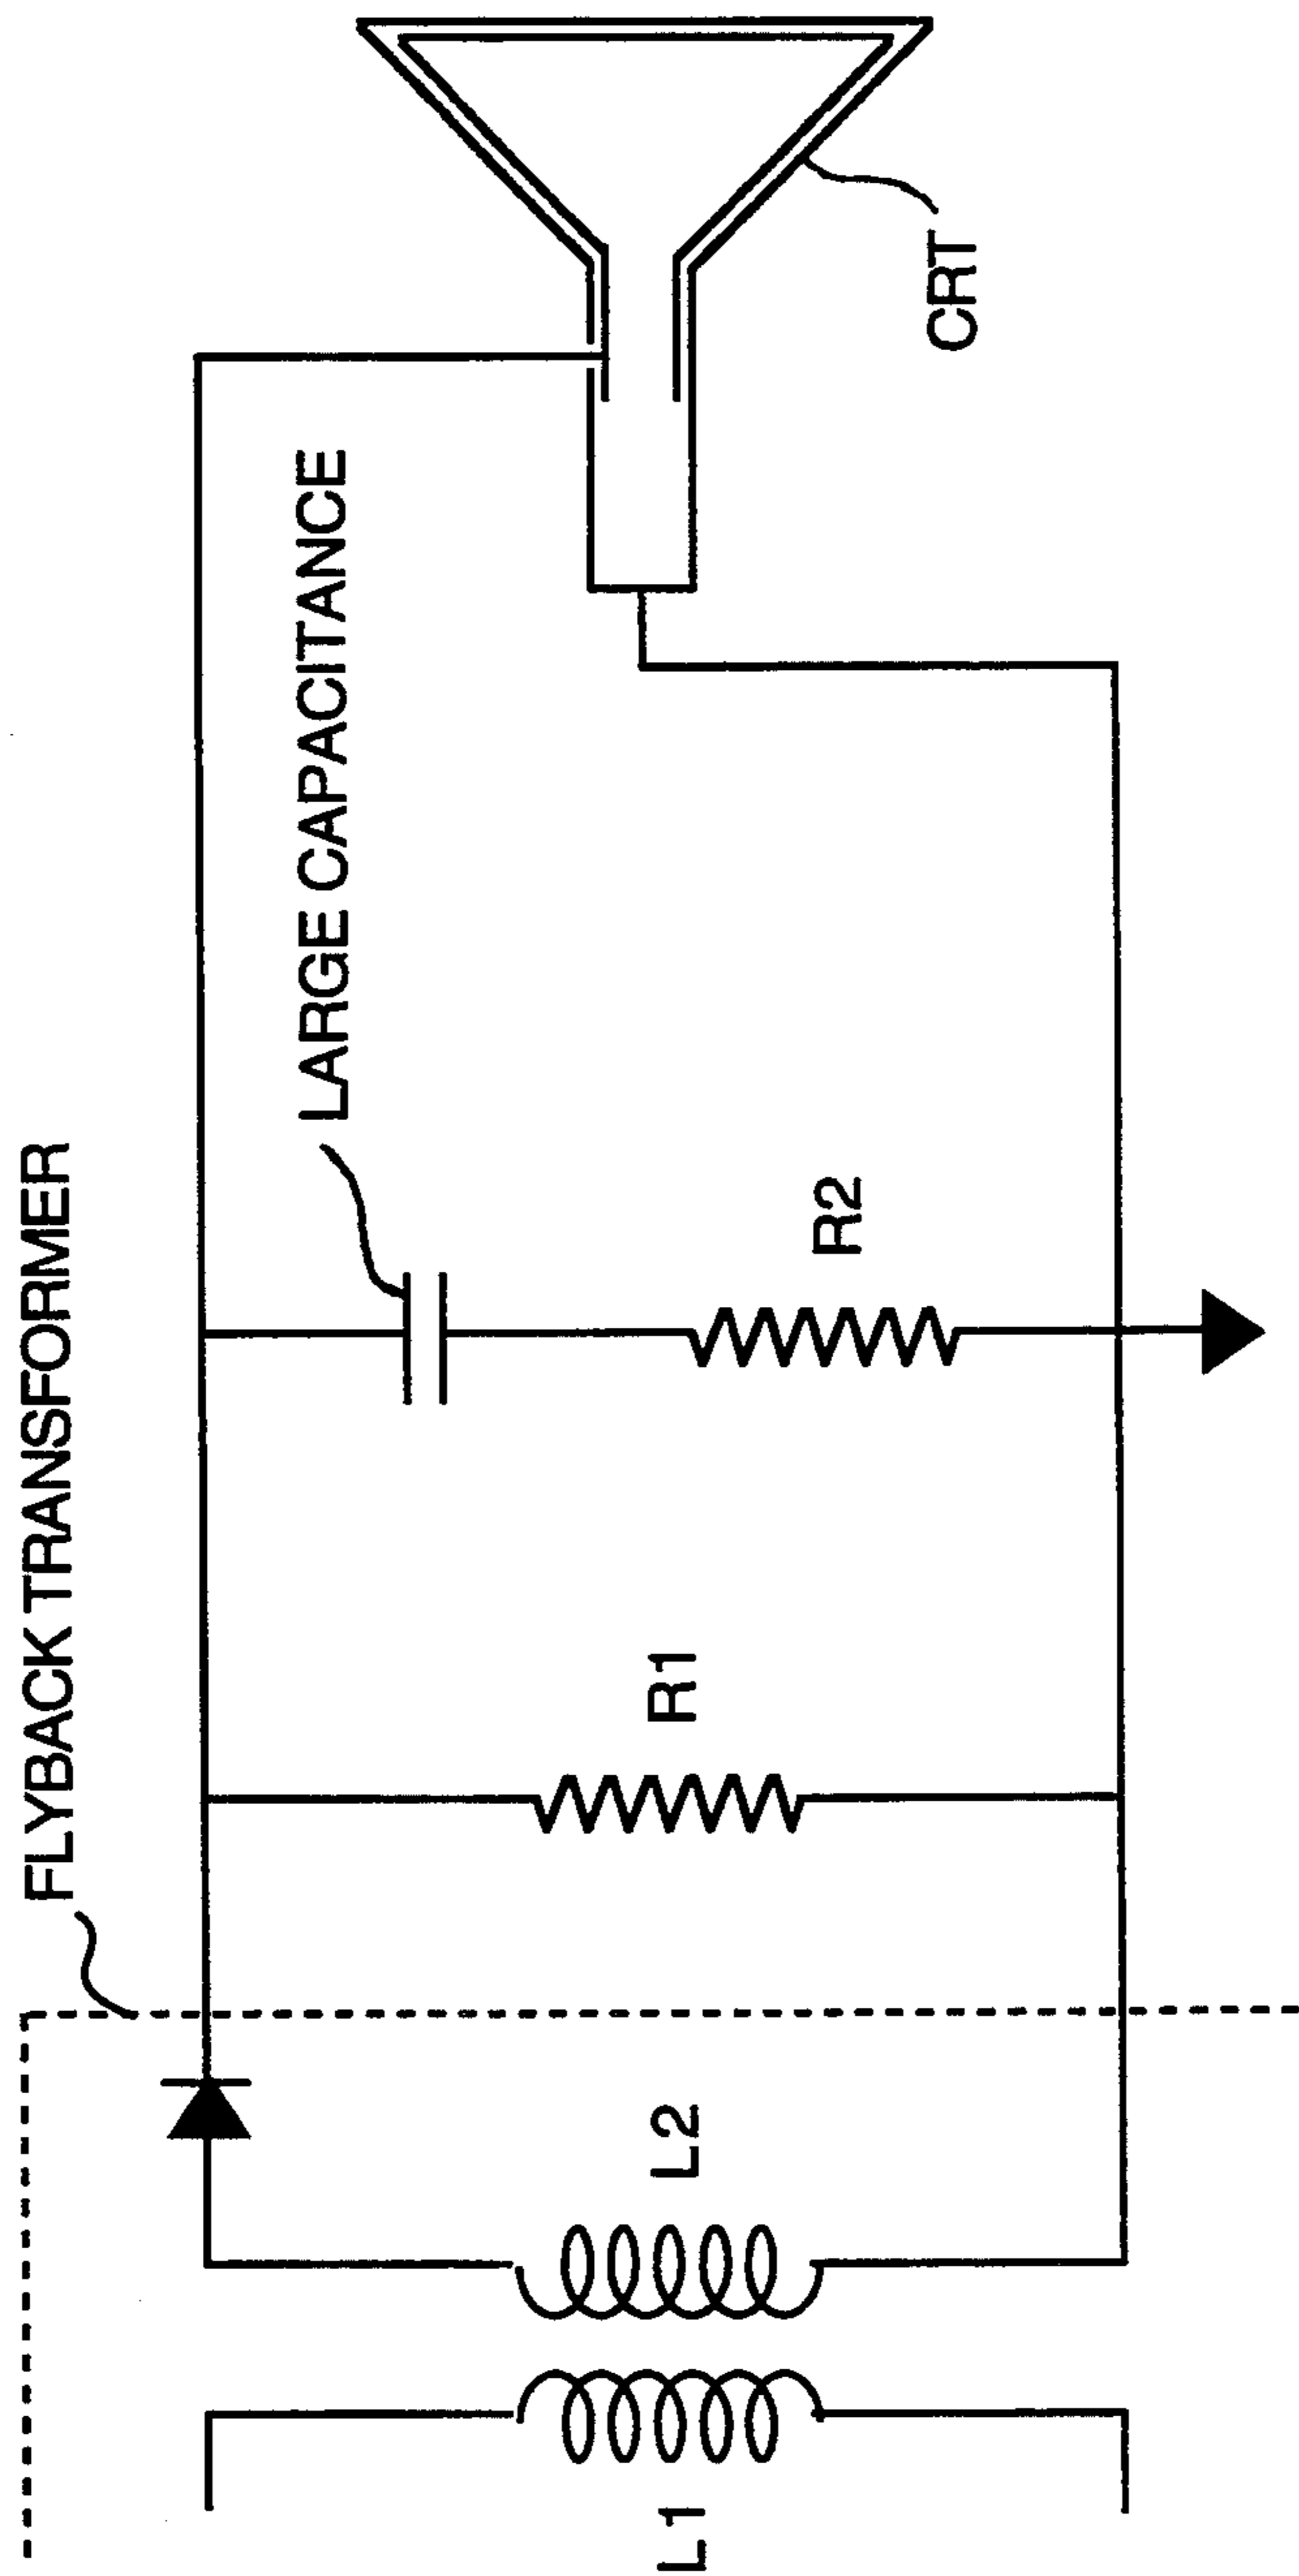 FLYBACK TRANSFORMER
LARGE CAPACITANCE
CRT
L1
L2
R1
R2